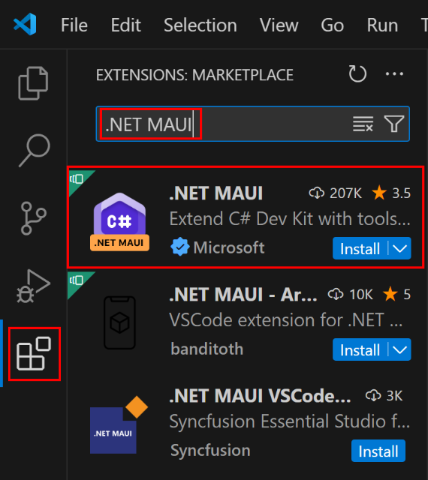 File Edit Selection View Go Run
EXTENSIONS: MARKETPLACE
.NET MAUI
.NET MAUI 207K 3.5
Extend C# Dev Kit with tools...
Microsoft Install
C#
.NET MAUI
.NET MAUI - Ar... 10K 5
VSCode extension for .NET ...
banditoth Install
.NET MAUI VSCode... 3K
Syncfusion Essential Studio f...
.NET MAUI
Syncfusion Install